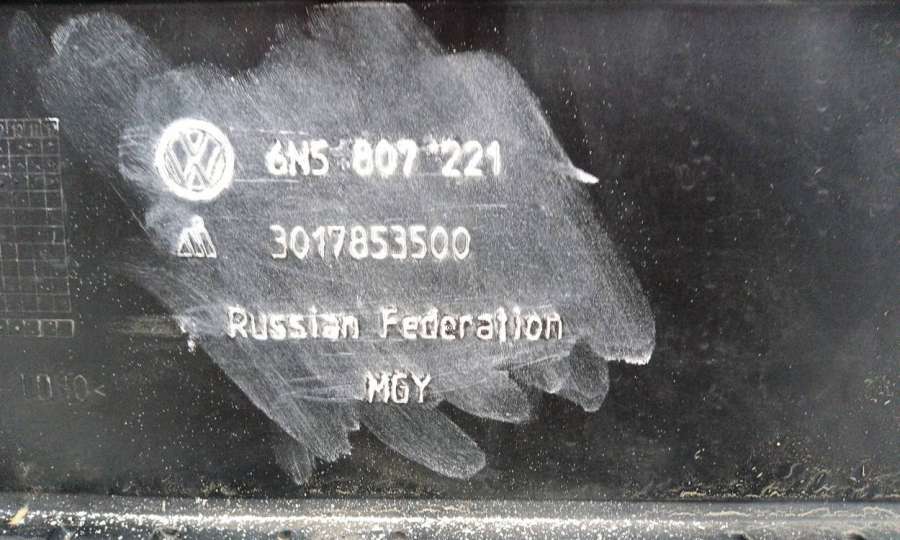 6N5 807 221
3017853500
Russian Federation
MGY